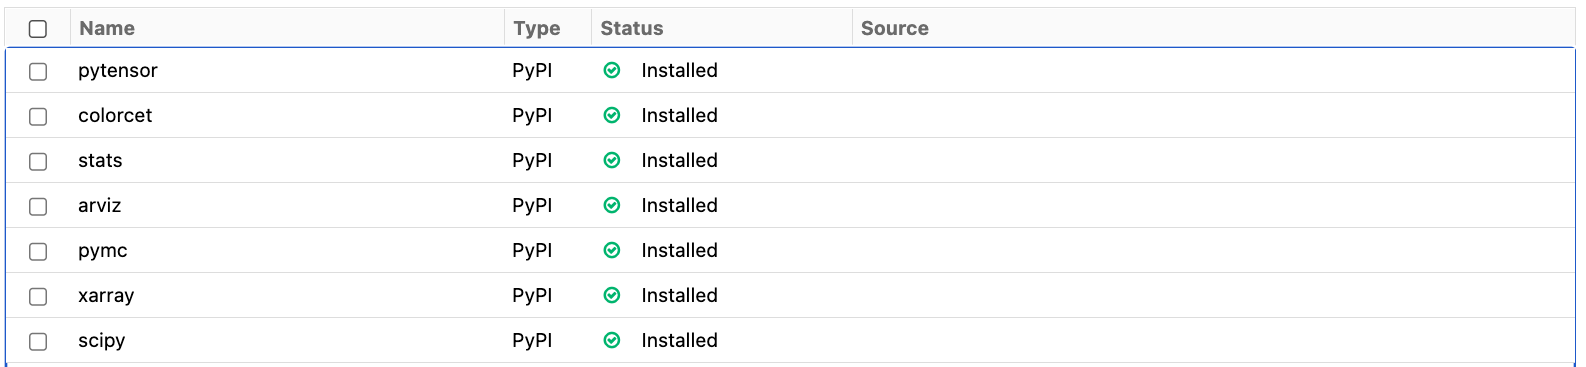 Name Type Status Source
pytensor PyPI Installed
colorcet PyPI Installed
stats PyPI Installed
arviz PyPI Installed
pymc PyPI Installed
xarray PyPI Installed
scipy PyPI Installed